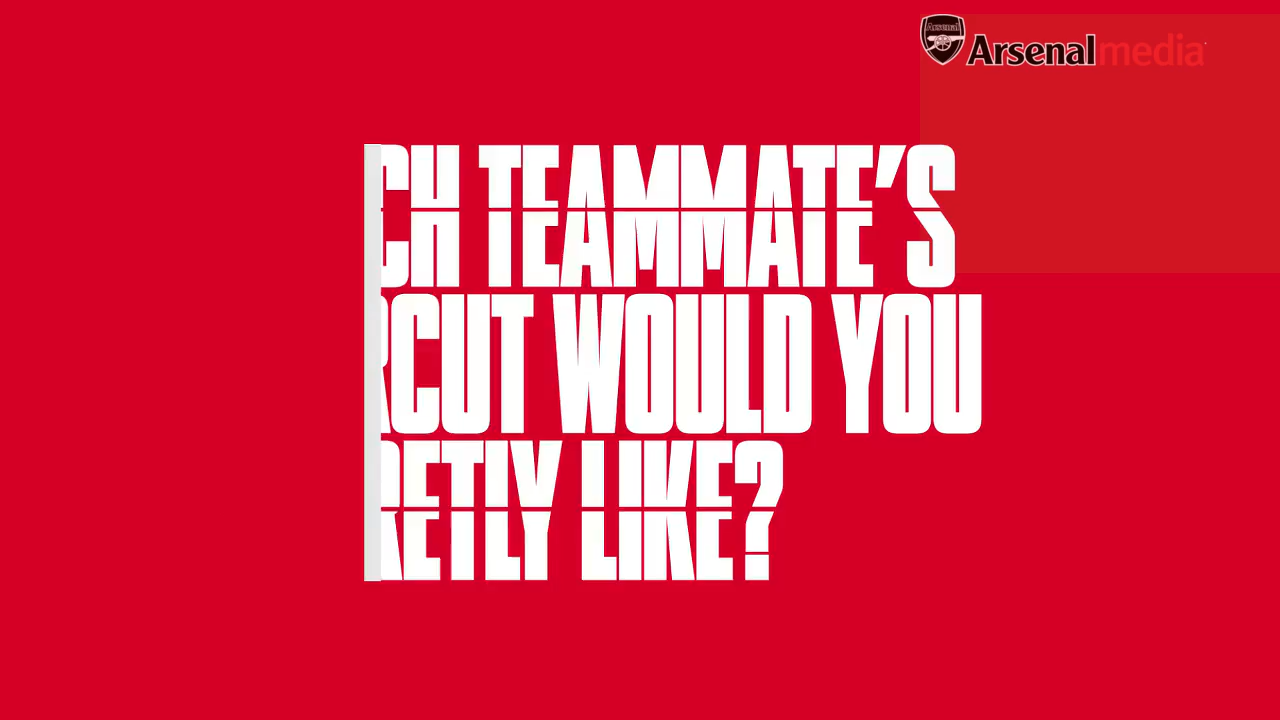 Arsenal
Arsenalmedia
CH TEAMMATE'S
RCUT WOULD YOU
RETLY LIKE?